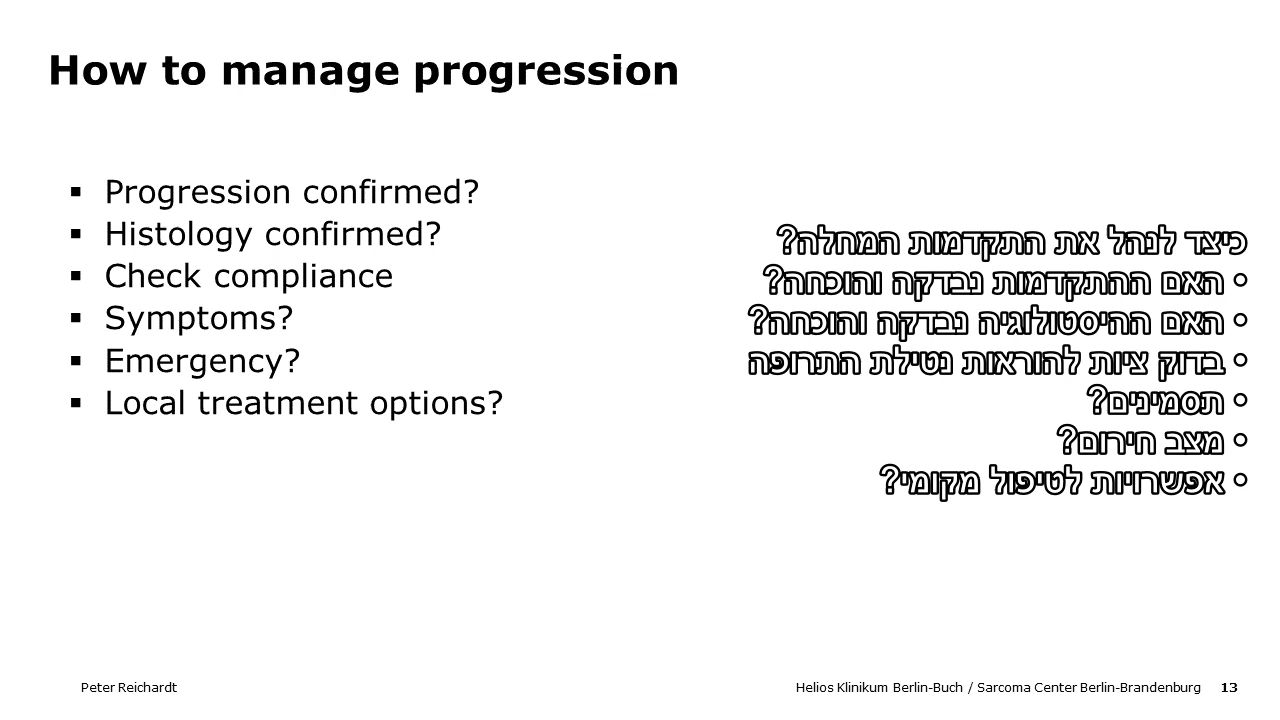 How to manage progression
▪ Progression confirmed?
▪ Histology confirmed?
▪ Check compliance
▪ Symptoms?
▪ Emergency?
▪ Local treatment options?
כיצד לנהל את התקדמות המחלה?
• האם ההתקדמות נבדקה והוכחה?
• האם ההיסטולוגיה נבדקה והוכחה?
• בדוק ציות להוראות נטילת התרופה
• תסמינים?
• מצב חירום?
• אפשרויות לטיפול מקומי?
Peter Reichardt
Helios Klinikum Berlin-Buch / Sarcoma Center Berlin-Brandenburg 13